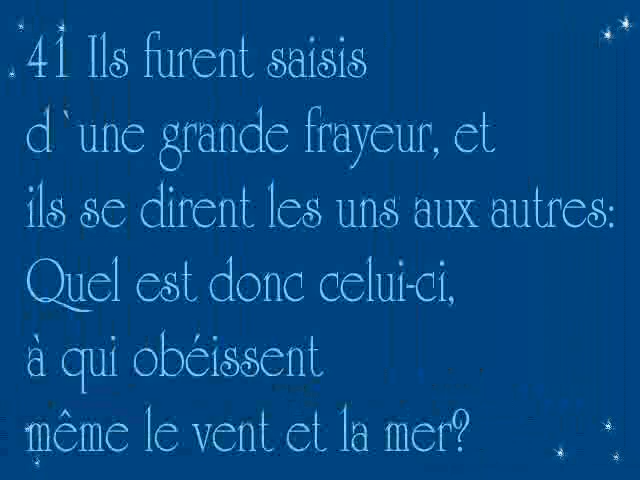 41 Ils furent saisis
d`une grande frayeur, et
ils se dirent les uns aux autres:
Quel est donc celui-ci,
à qui obéissent
même le vent et la mer?